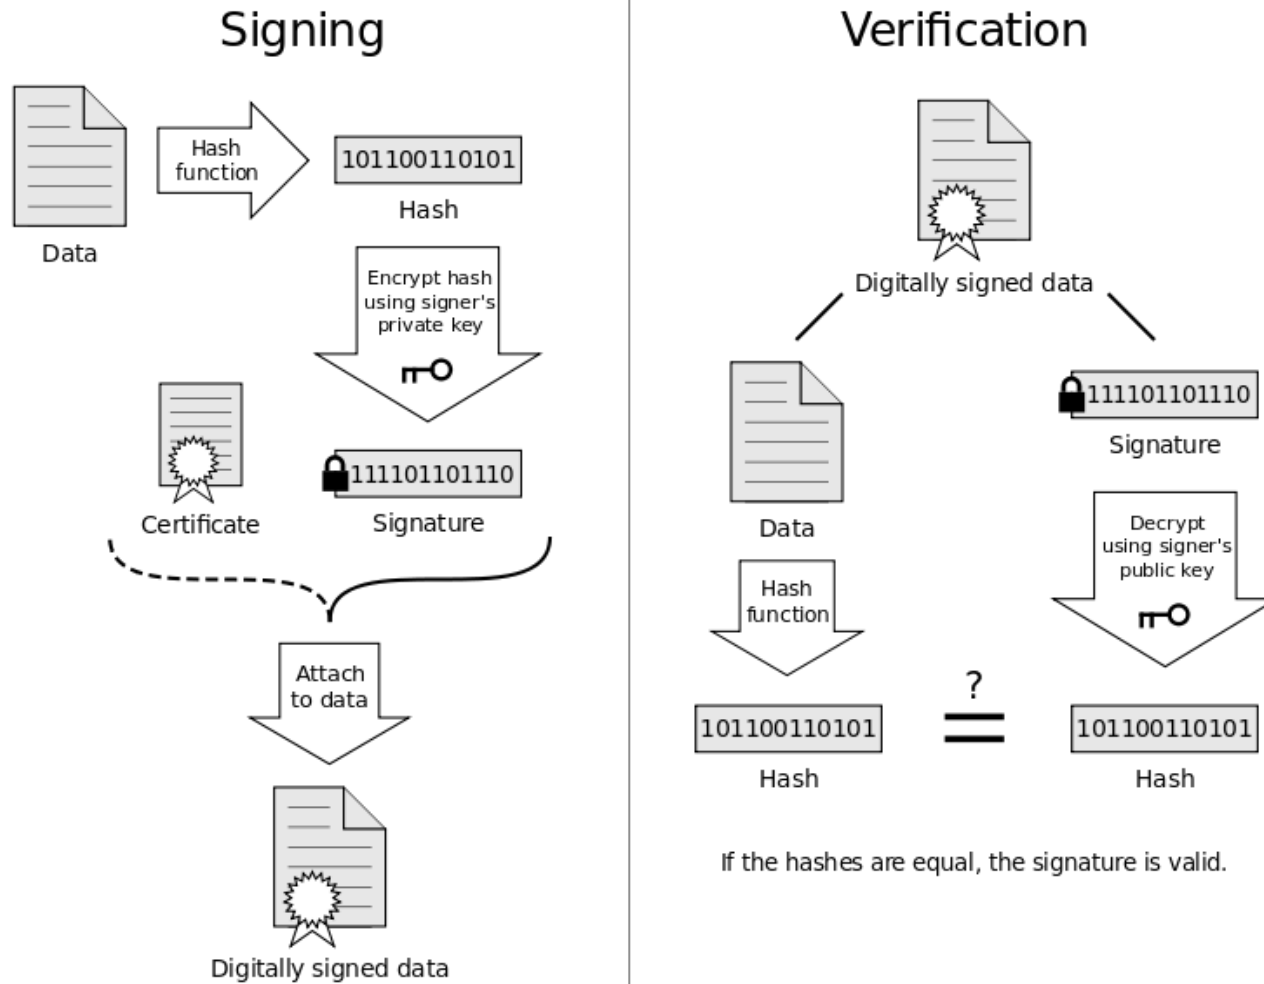 Signing
Hash
function
101100110101
Hash
Data
Encrypt hash
using signer's
private key
111101101110
Certificate
Signature
Attach
to data
Digitally signed data
Verification
Digitally signed data
111101101110
Signature
Data
Decrypt
using signer's
public key
Hash
function
?
101100110101
101100110101
Hash
Hash
If the hashes are equal, the signature is valid.